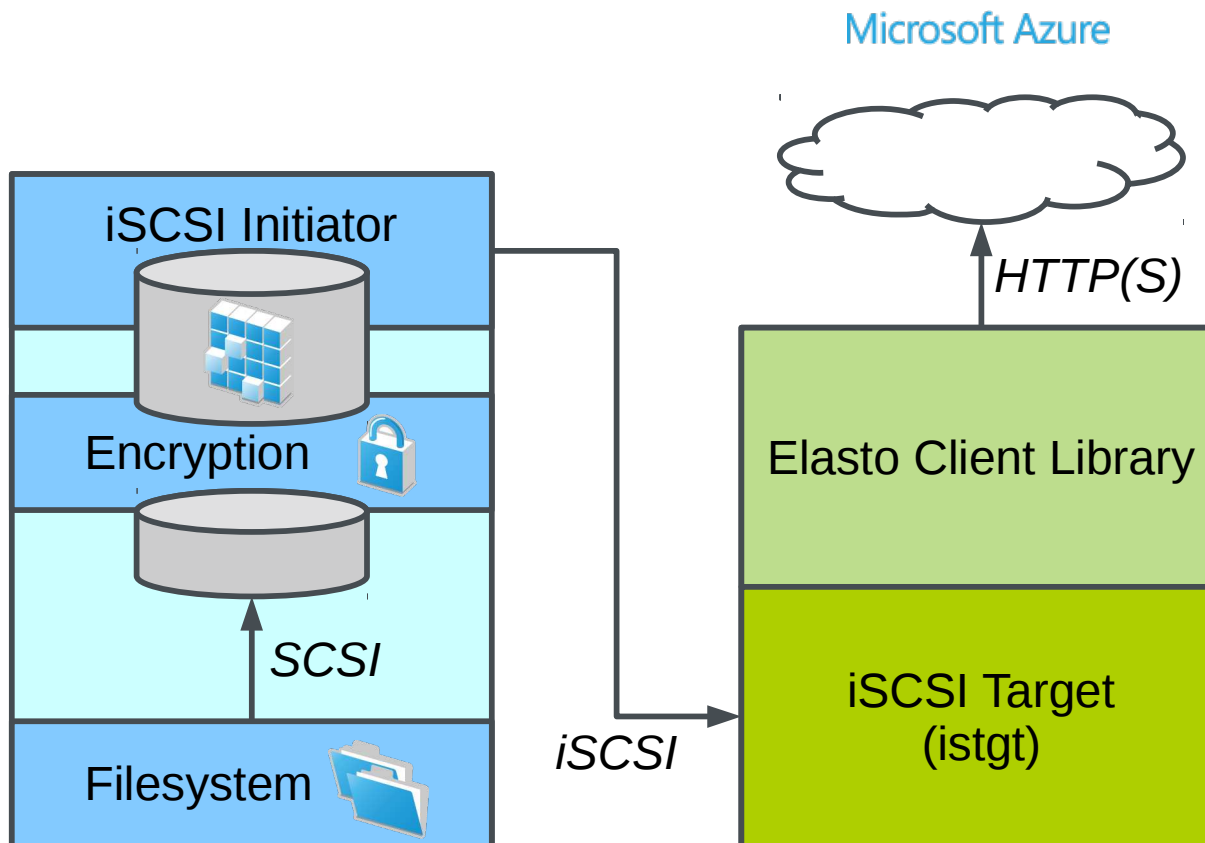 Microsoft Azure
iSCSI Initiator
HTTP(S)
Encryption
Elasto Client Library
SCSI
iSCSI Target
(istgt)
iSCSI
Filesystem